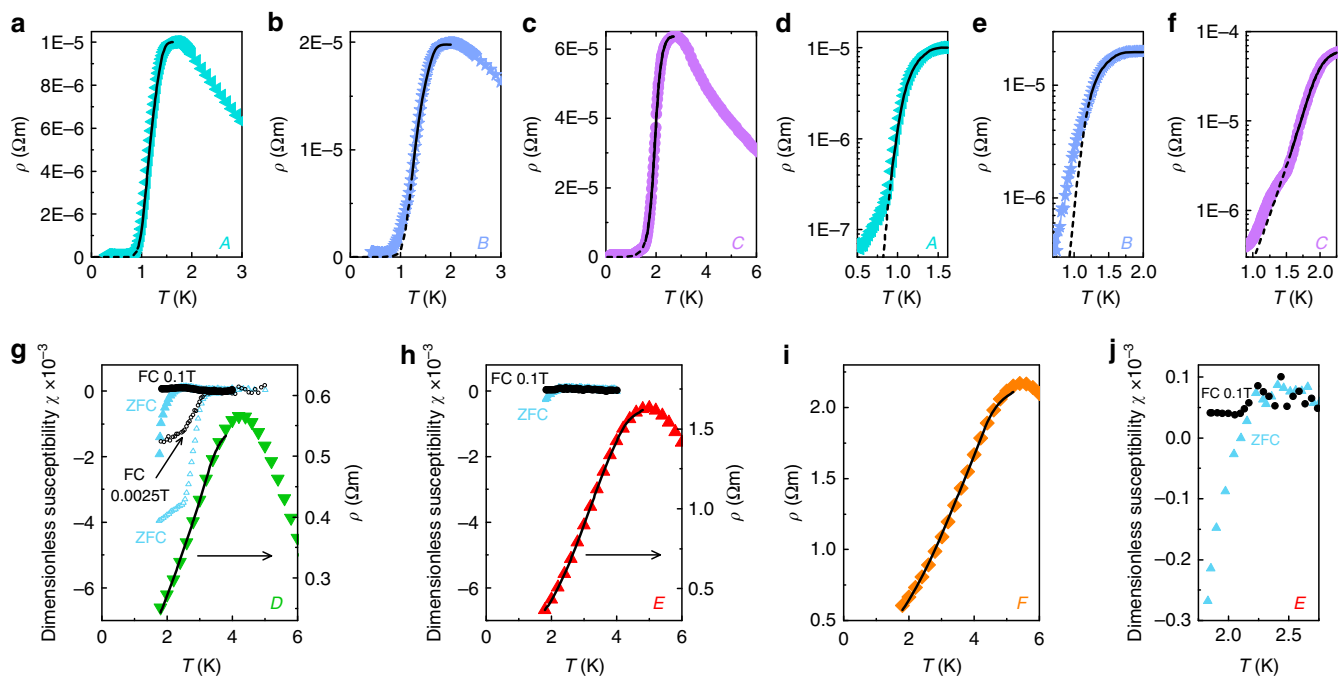 a
b
c
d
e
f
1E–5
8E–6
6E–6
4E–6
2E–6
0
ρ (Ωm)
0 1 2 3
T (K)
A
2E–5
1E–5
0
ρ (Ωm)
0 1 2 3
T (K)
B
6E–5
4E–5
2E–5
0
ρ (Ωm)
0 2 4 6
T (K)
C
1E–5
1E–6
1E–7
ρ (Ωm)
0.5 1.0 1.5
T (K)
A
1E–5
1E–6
ρ (Ωm)
1.0 1.5 2.0
T (K)
B
1E–4
1E–5
1E–6
ρ (Ωm)
1.0 1.5 2.0
T (K)
C
g
h
i
j
Dimensionless susceptibility χ ×10⁻³
0
–2
–4
–6
FC 0.1T
ZFC
FC
0.0025T
ZFC
0.6
0.5
0.4
0.3
ρ (Ωm)
D
0 2 4 6
T (K)
Dimensionless susceptibility χ ×10⁻³
0
–2
–4
–6
FC 0.1T
ZFC
1.5
1.0
0.5
ρ (Ωm)
E
0 2 4 6
T (K)
2.0
1.5
1.0
0.5
ρ (Ωm)
F
0 2 4 6
T (K)
Dimensionless susceptibility χ ×10⁻³
0.1
0.0
–0.1
–0.2
–0.3
FC 0.1T
ZFC
E
2.0 2.5
T (K)